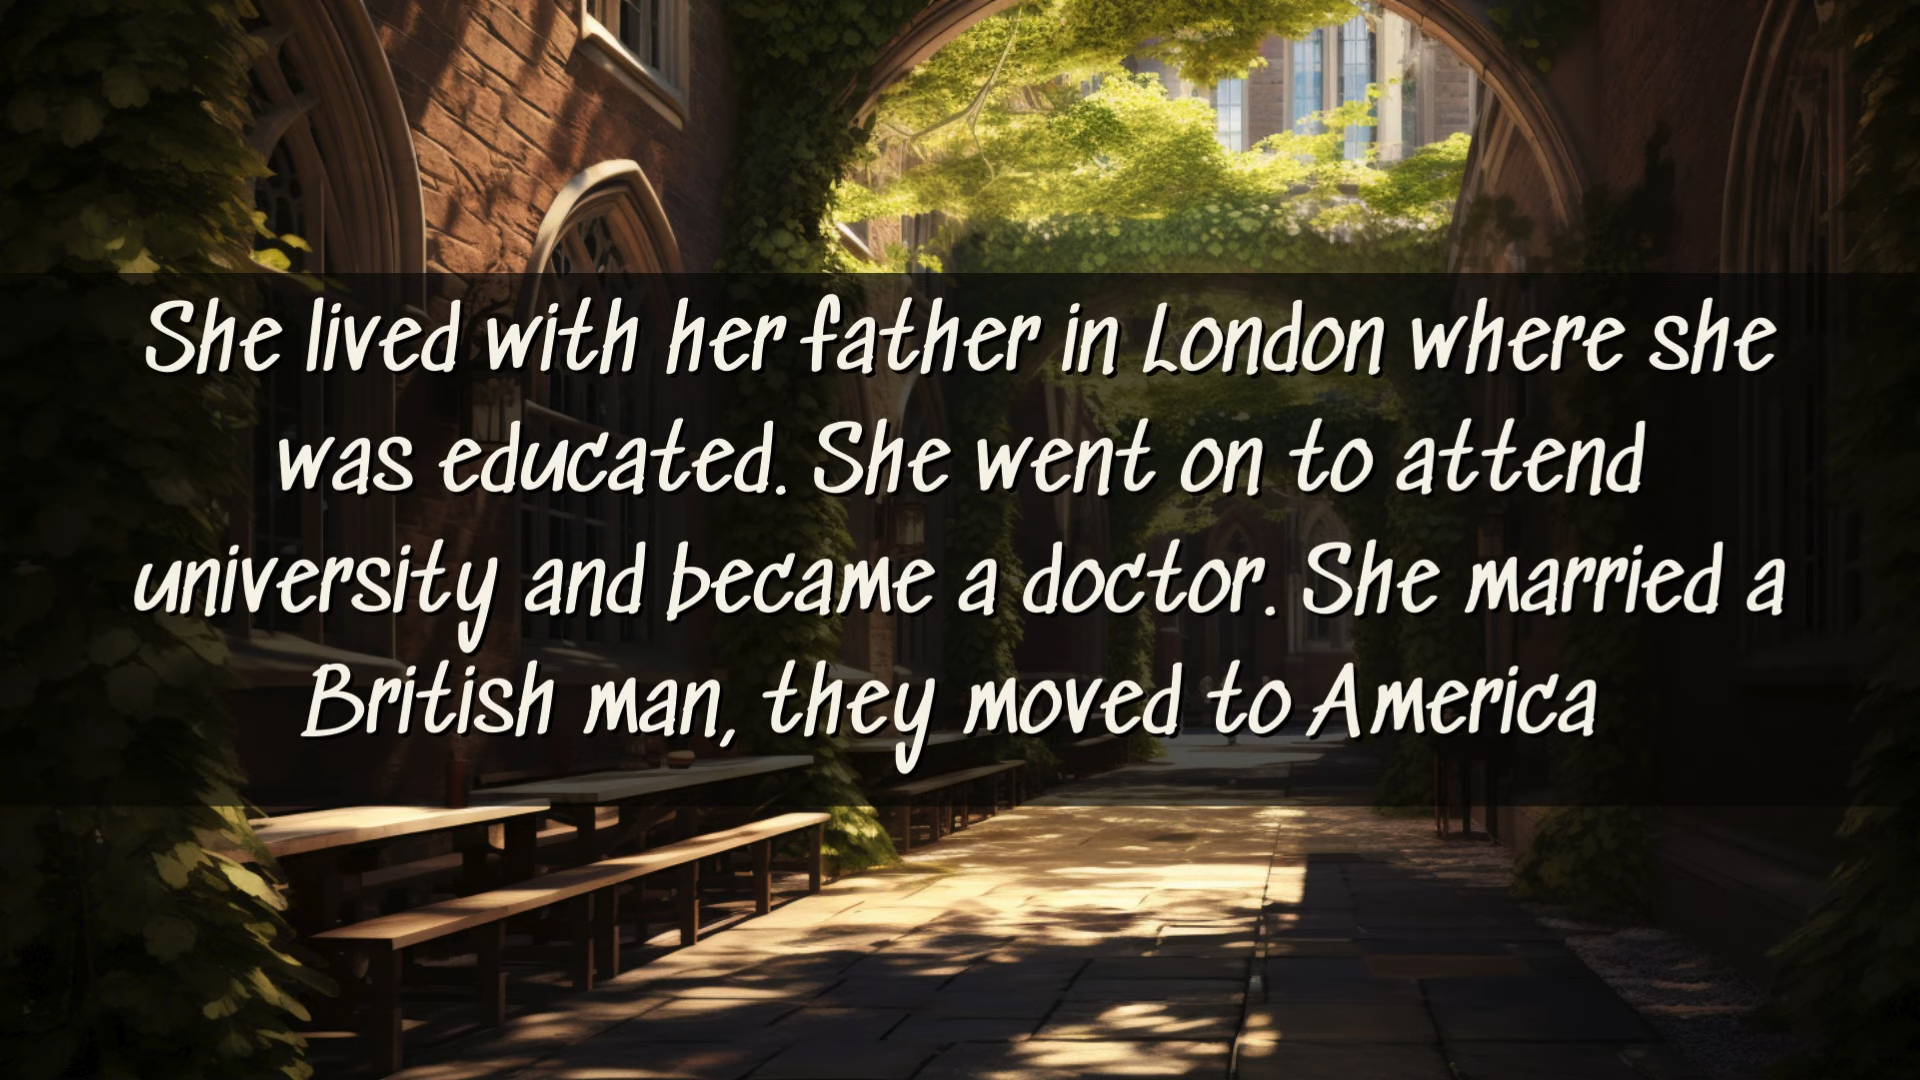 She lived with her father in London where she
was educated. She went on to attend
university and became a doctor. She married a
British man, they moved to America